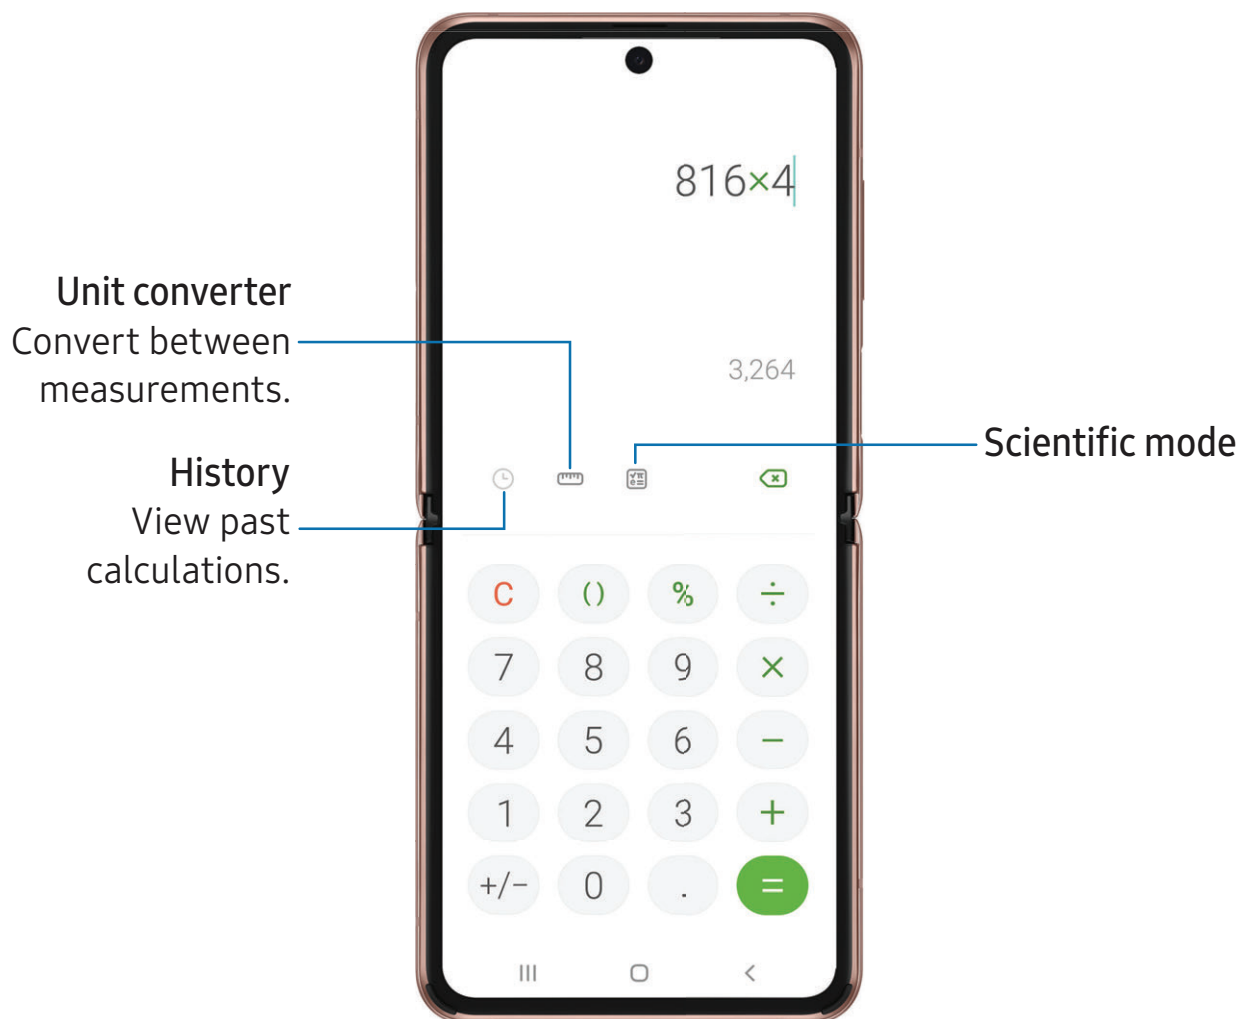 816×4
Unit converter
Convert between
measurements.
3,264
Scientific mode
History
View past
calculations.
√π
e=
C ( ) % ÷
7 8 9 ×
4 5 6 −
1 2 3 +
+/− 0 . =